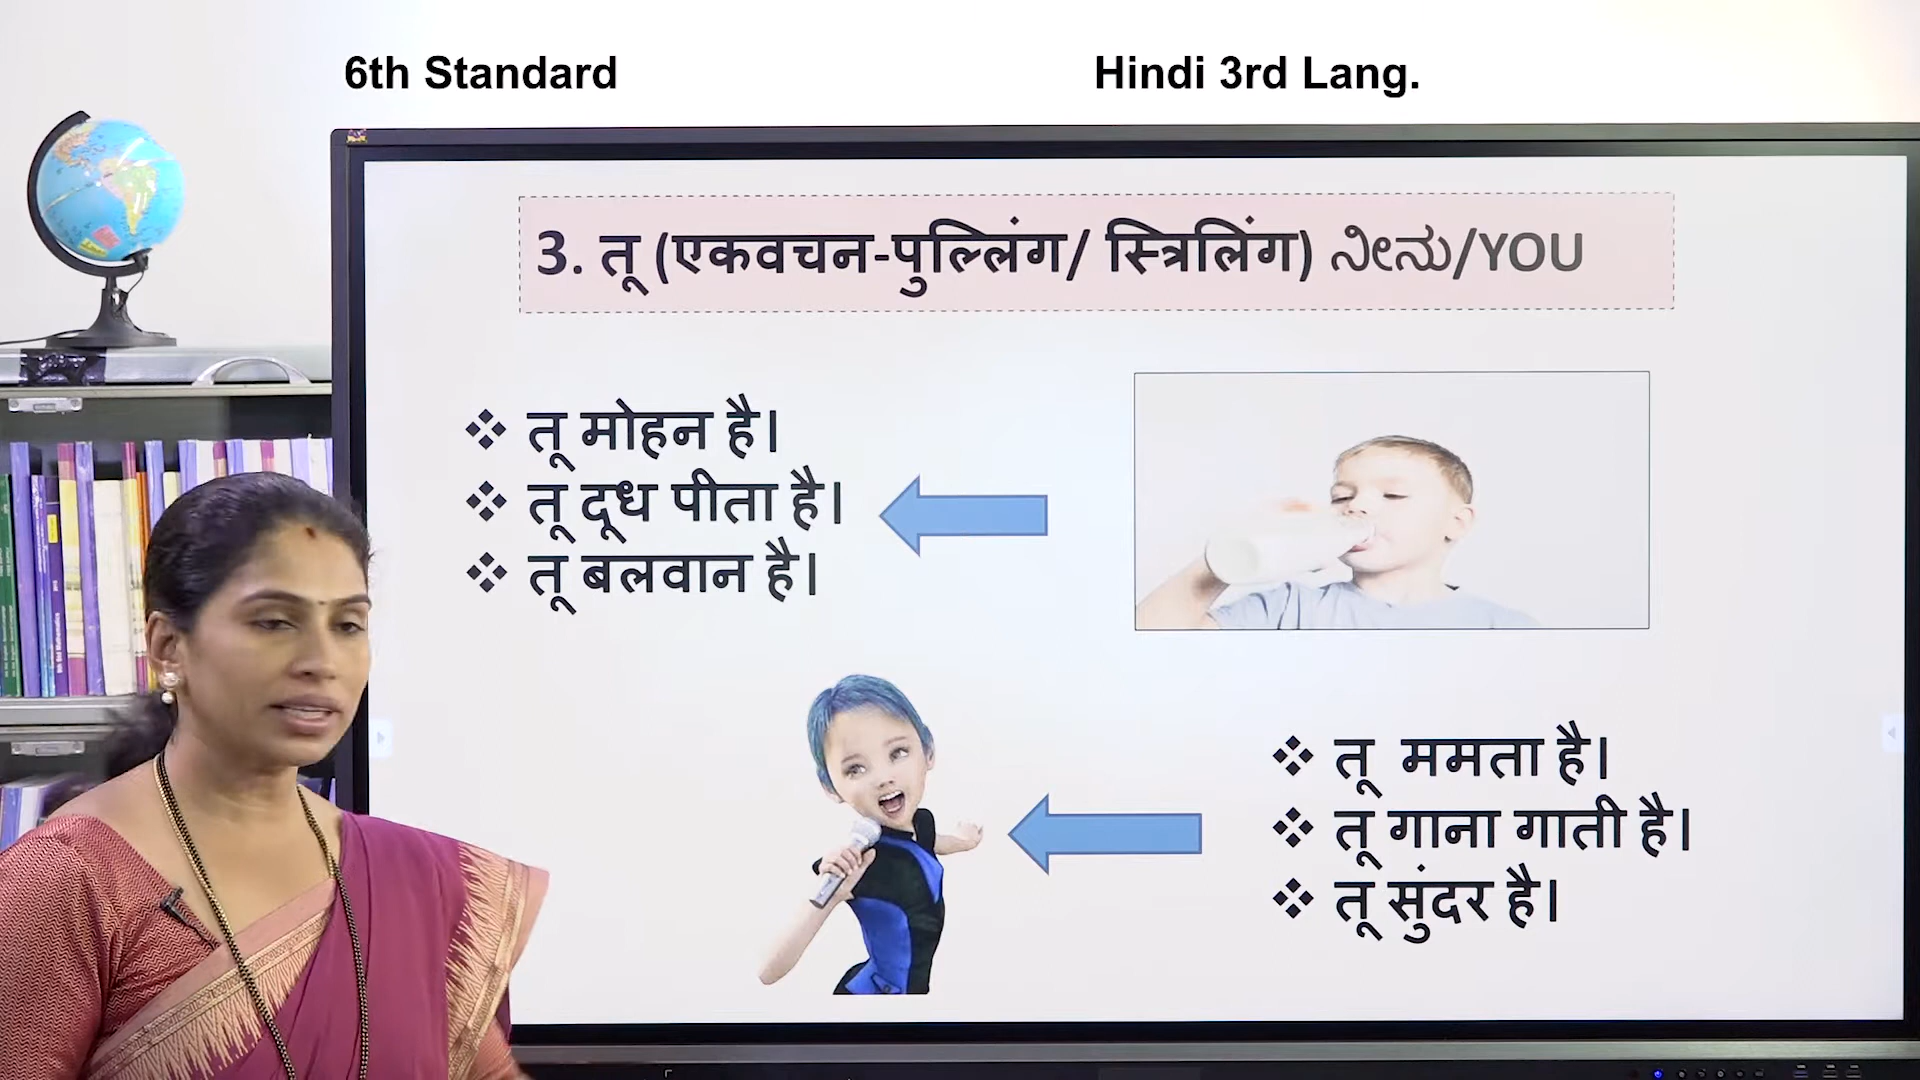 6th Standard
Hindi 3rd Lang.
3. तू (एकवचन-पुल्लिंग/ स्त्रिलिंग) ನೀನು/YOU
❖ तू मोहन है।
❖ तू दूध पीता है।
❖ तू बलवान है।
❖ तू ममता है।
❖ तू गाना गाती है।
❖ तू सुंदर है।